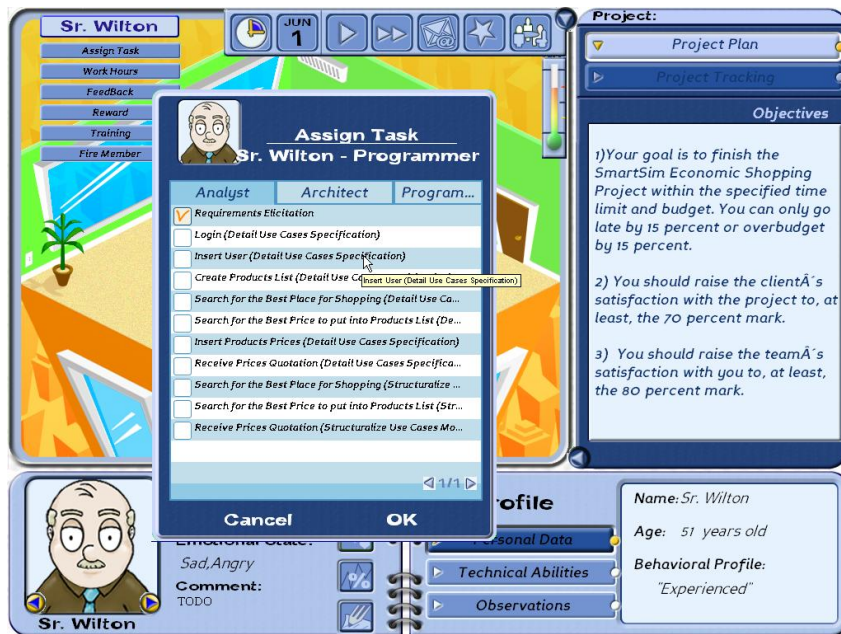 Sr. Wilton
Assign Task
Work Hours
FeedBack
Reward
Training
Fire Member
JUN
1
Assign Task
Sr. Wilton - Programmer
Analyst
Architect
Program...
Requirements Elicitation
Login (Detail Use Cases Specification)
Insert User (Detail Use Cases Specification)
Create Products List (Detail Use Ca
Insert User (Detail Use Cases Specification)
Search for the Best Place for Shopping (Detail Use Ca...
Search for the Best Price to put into Products List (De...
Insert Products Prices (Detail Use Cases Specification)
Receive Prices Quotation (Detail Use Cases Specifica...
Search for the Best Place for Shopping (Structuralize ...
Search for the Best Price to put into Products List (Str...
Receive Prices Quotation (Structuralize Use Cases Mo...
1/1
Cancel
OK
Project:
Project Plan
Project Tracking
Objectives
1)Your goal is to finish the
SmartSim Economic Shopping
Project within the specified time
limit and budget. You can only go
late by 15 percent or overbudget
by 15 percent.
2) You should raise the clientÂ´s
satisfaction with the project to, at
least, the 70 percent mark.
3) You should raise the teamÂ´s
satisfaction with you to, at least,
the 80 percent mark.
Sr. Wilton
Emotional State:
Sad,Angry
Comment:
TODO
ofile
Personal Data
Technical Abilities
Observations
Name: Sr. Wilton
Age: 51 years old
Behavioral Profile:
"Experienced"